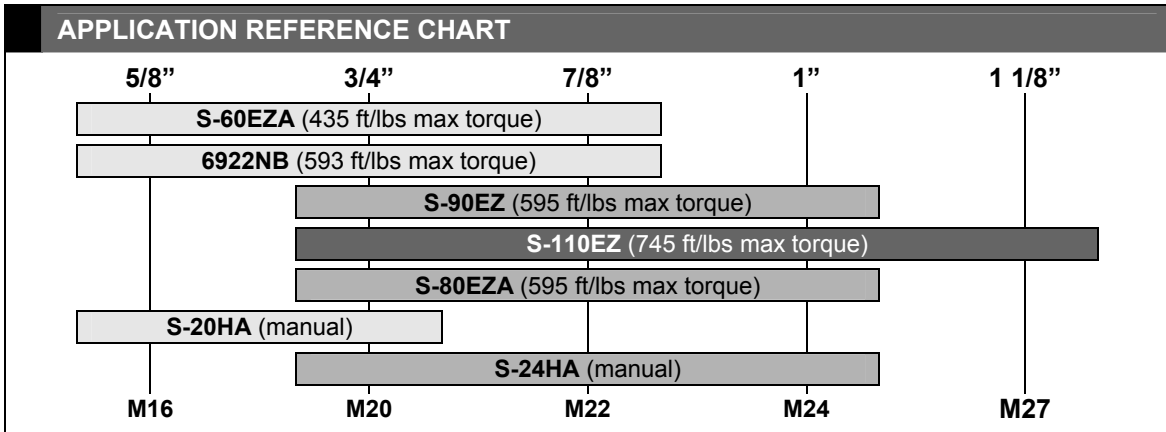 APPLICATION REFERENCE CHART
5/8” 3/4” 7/8” 1” 1 1/8”
S-60EZA (435 ft/lbs max torque)
6922NB (593 ft/lbs max torque)
S-90EZ (595 ft/lbs max torque)
S-110EZ (745 ft/lbs max torque)
S-80EZA (595 ft/lbs max torque)
S-20HA (manual)
S-24HA (manual)
M16 M20 M22 M24 M27